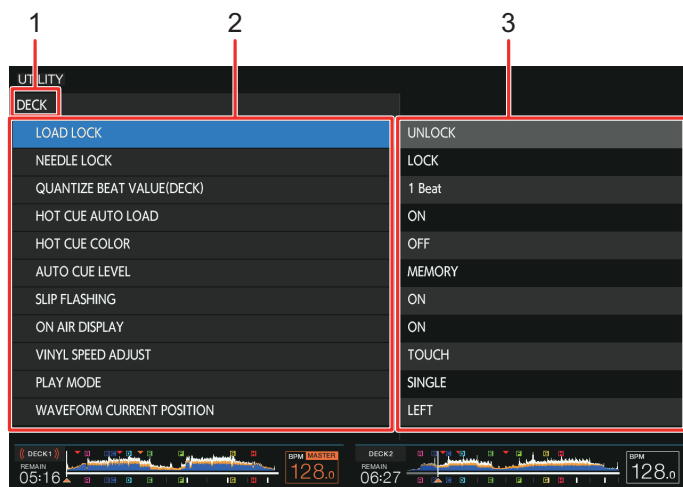 1 2 3
UTILITY
DECK
LOAD LOCK UNLOCK
NEEDLE LOCK LOCK
QUANTIZE BEAT VALUE(DECK) 1 Beat
HOT CUE AUTO LOAD ON
HOT CUE COLOR OFF
AUTO CUE LEVEL MEMORY
SLIP FLASHING ON
ON AIR DISPLAY ON
VINYL SPEED ADJUST TOUCH
PLAY MODE SINGLE
WAVEFORM CURRENT POSITION LEFT
DECK1 BPM MASTER DECK2 BPM
REMAIN REMAIN
05:16 128.0 06:27 128.0